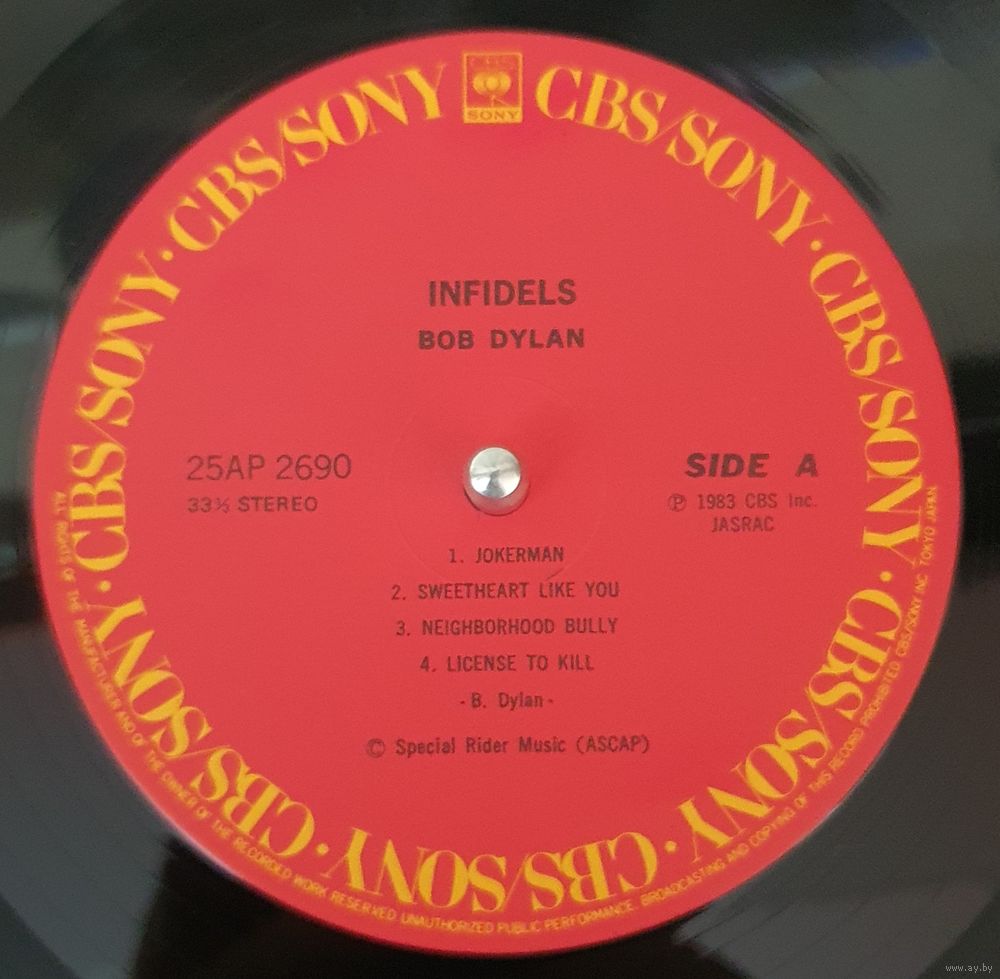 CBS/SONY · CBS/SONY · CBS/SONY · CBS/SONY · CBS/SONY · CBS/SONY · CBS/SONY · CBS/SONY
SONY
INFIDELS
BOB DYLAN
25AP 2690
33⅓ STEREO
SIDE A
Ⓟ 1983 CBS Inc.
JASRAC
1. JOKERMAN
2. SWEETHEART LIKE YOU
3. NEIGHBORHOOD BULLY
4. LICENSE TO KILL
- B. Dylan -
© Special Rider Music (ASCAP)
ALL RIGHTS OF THE MANUFACTURER AND OF THE OWNER OF THE RECORDED WORK RESERVED UNAUTHORIZED PUBLIC PERFORMANCE. BROADCASTING AND COPYING OF THIS RECORD PROHIBITED CBS/SONY INC TOKYO JAPAN
www.ay.by